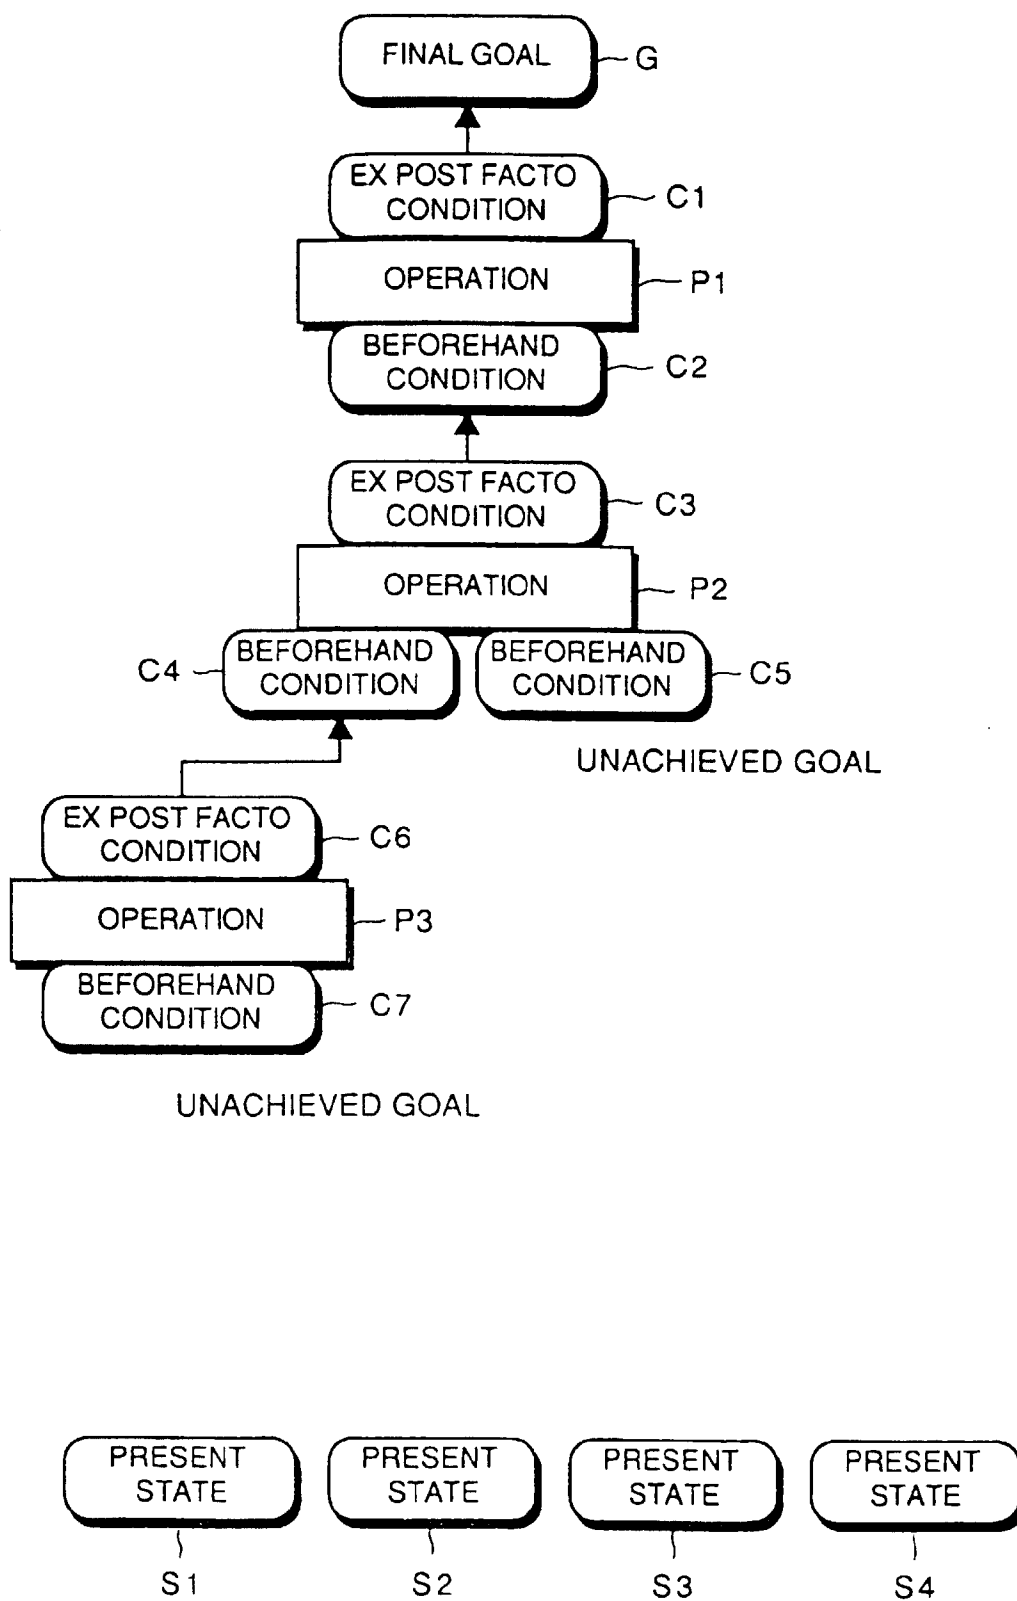 FINAL GOAL
G
EX POST FACTO
CONDITION
C1
OPERATION
P1
BEFOREHAND
CONDITION
C2
EX POST FACTO
CONDITION
C3
OPERATION
P2
BEFOREHAND
CONDITION
C4
BEFOREHAND
CONDITION
C5
UNACHIEVED GOAL
EX POST FACTO
CONDITION
C6
OPERATION
P3
BEFOREHAND
CONDITION
C7
UNACHIEVED GOAL
PRESENT
STATE
S1
PRESENT
STATE
S2
PRESENT
STATE
S3
PRESENT
STATE
S4